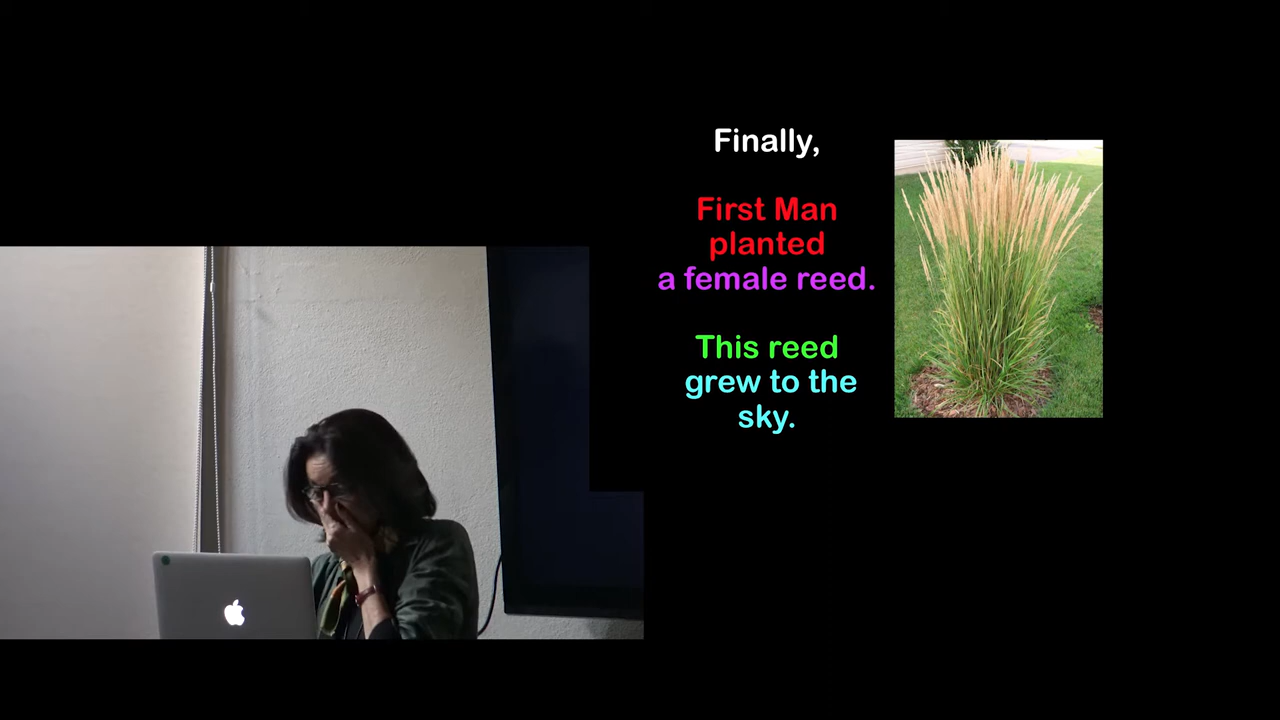 Finally,
First Man
planted
a female reed.
This reed
grew to the
sky.